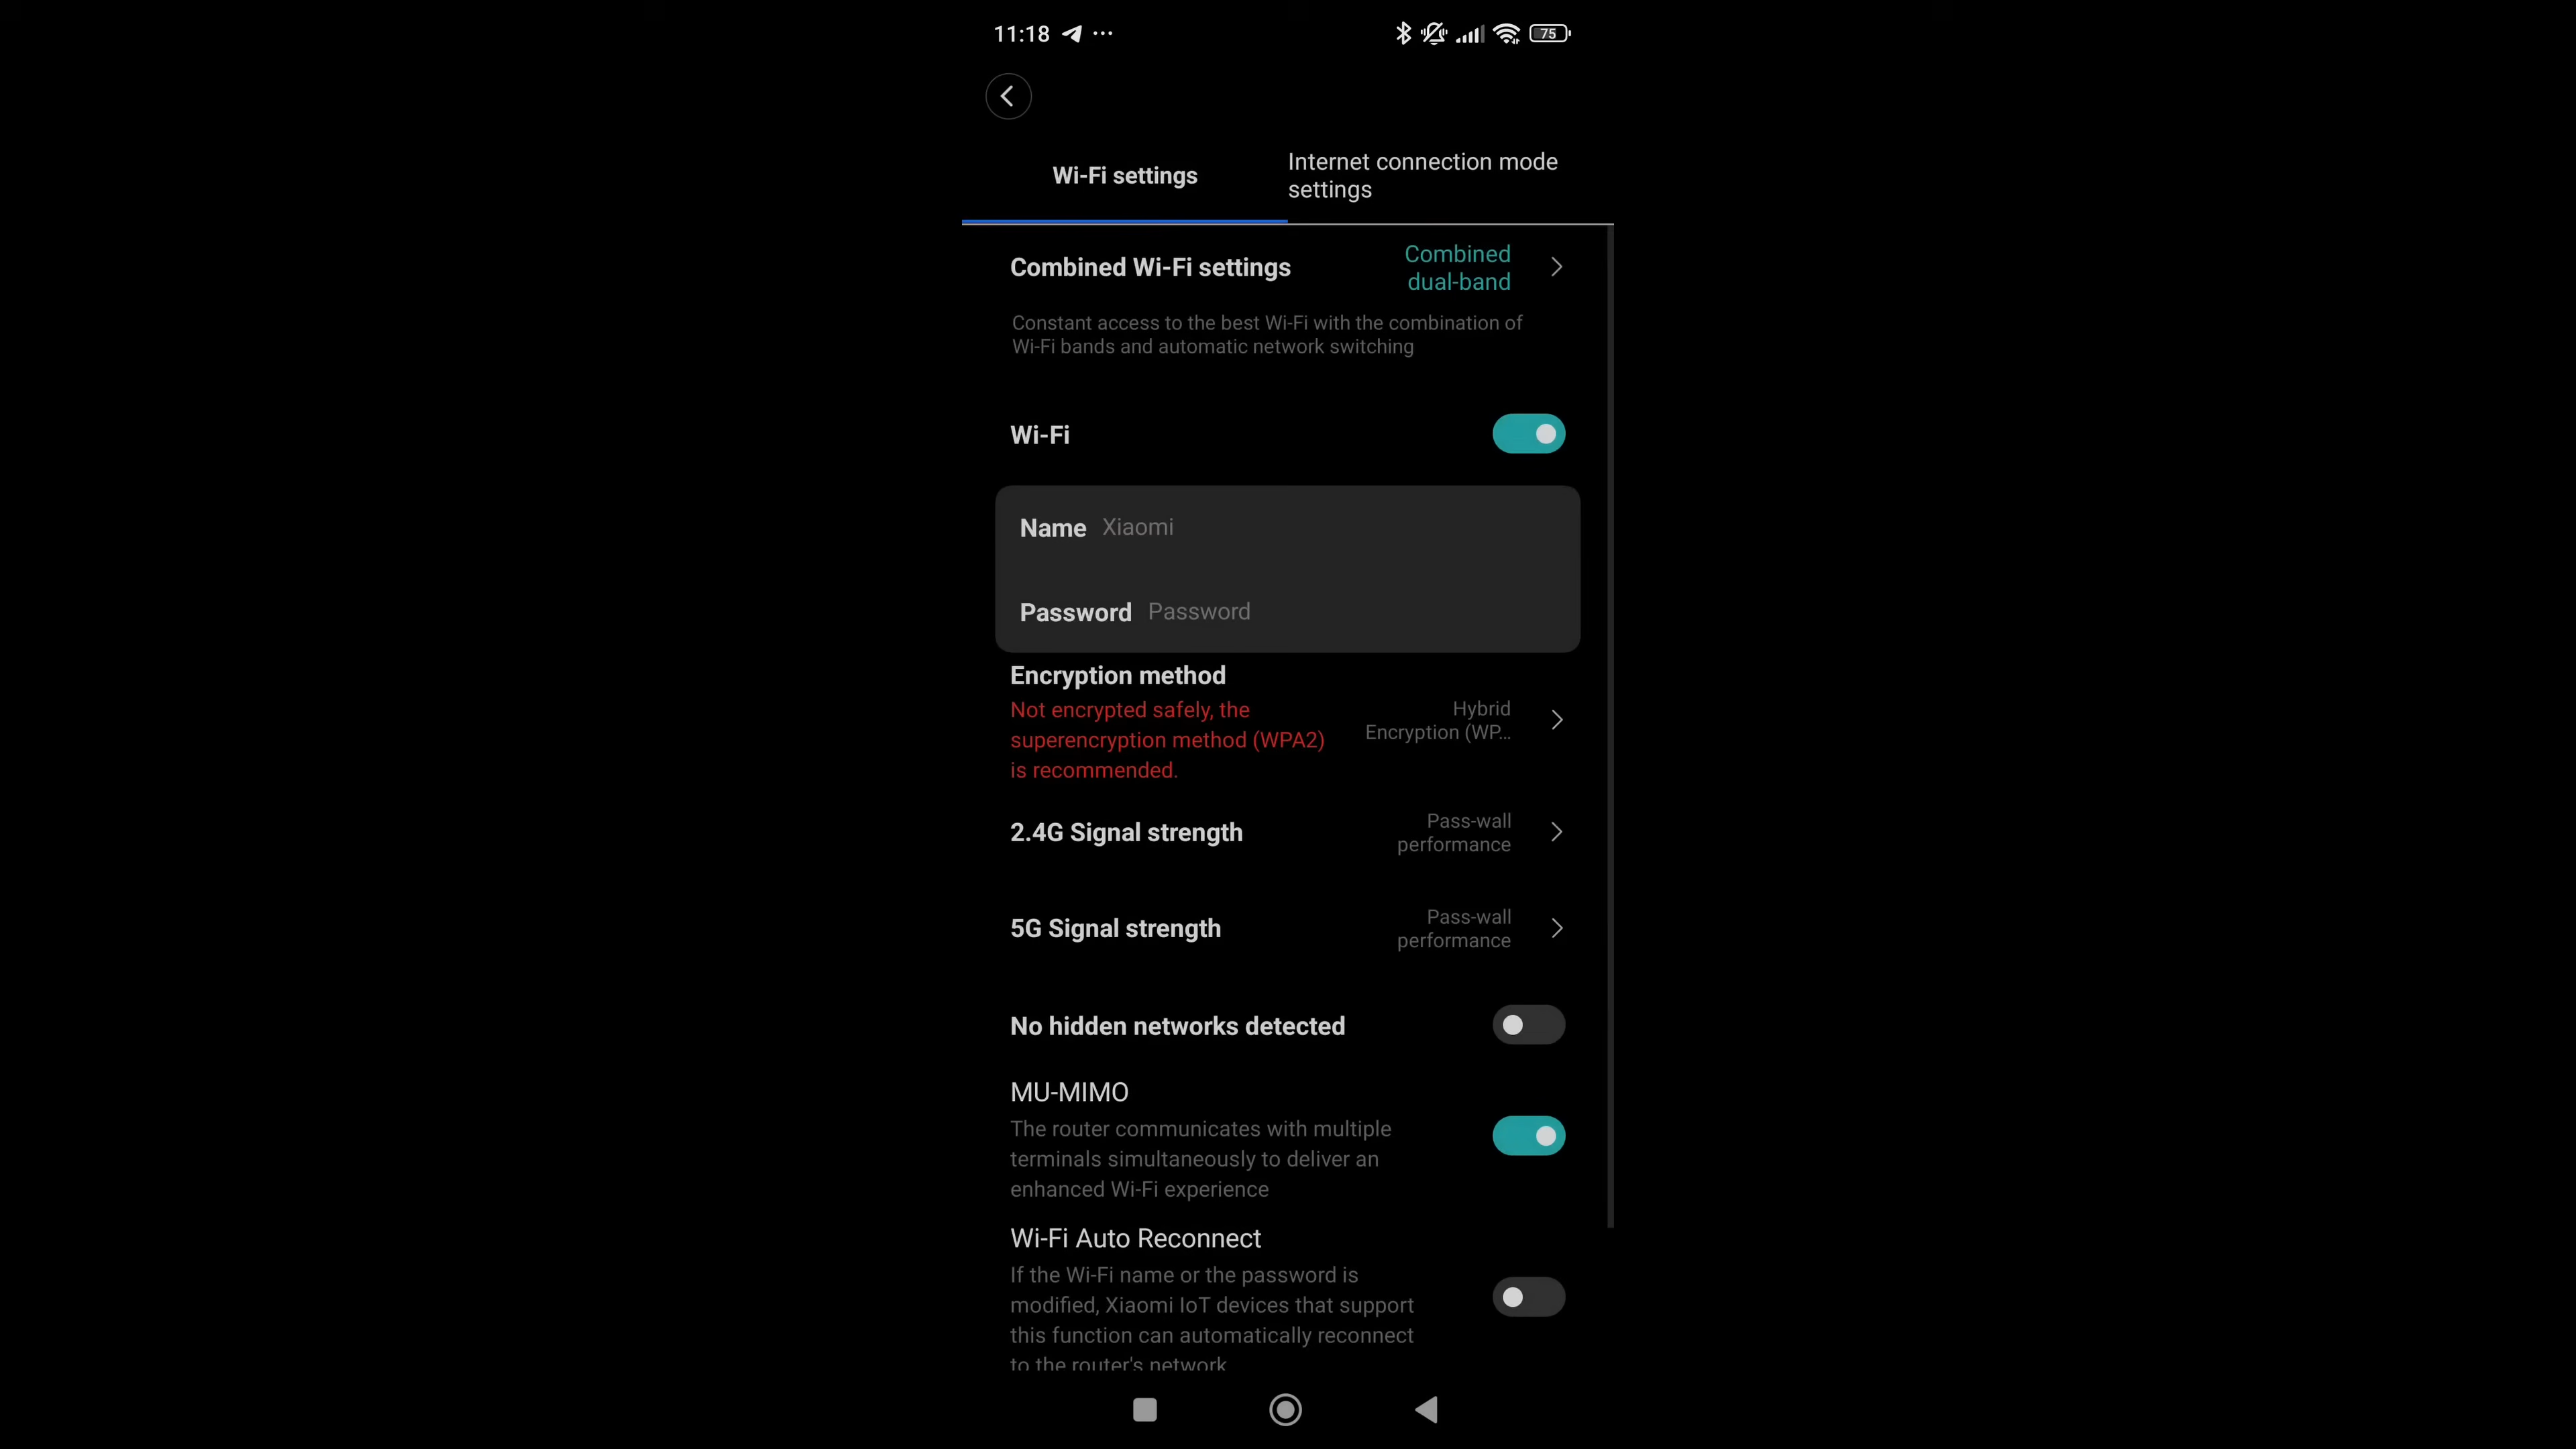 11:18
75
Wi-Fi settings
Internet connection mode
settings
Combined Wi-Fi settings
Combined
dual-band
Constant access to the best Wi-Fi with the combination of
Wi-Fi bands and automatic network switching
Wi-Fi
Name Xiaomi
Password Password
Encryption method
Not encrypted safely, the
superencryption method (WPA2)
is recommended.
Hybrid
Encryption (WP...
2.4G Signal strength
Pass-wall
performance
5G Signal strength
Pass-wall
performance
No hidden networks detected
MU-MIMO
The router communicates with multiple
terminals simultaneously to deliver an
enhanced Wi-Fi experience
Wi-Fi Auto Reconnect
If the Wi-Fi name or the password is
modified, Xiaomi IoT devices that support
this function can automatically reconnect
to the router's network